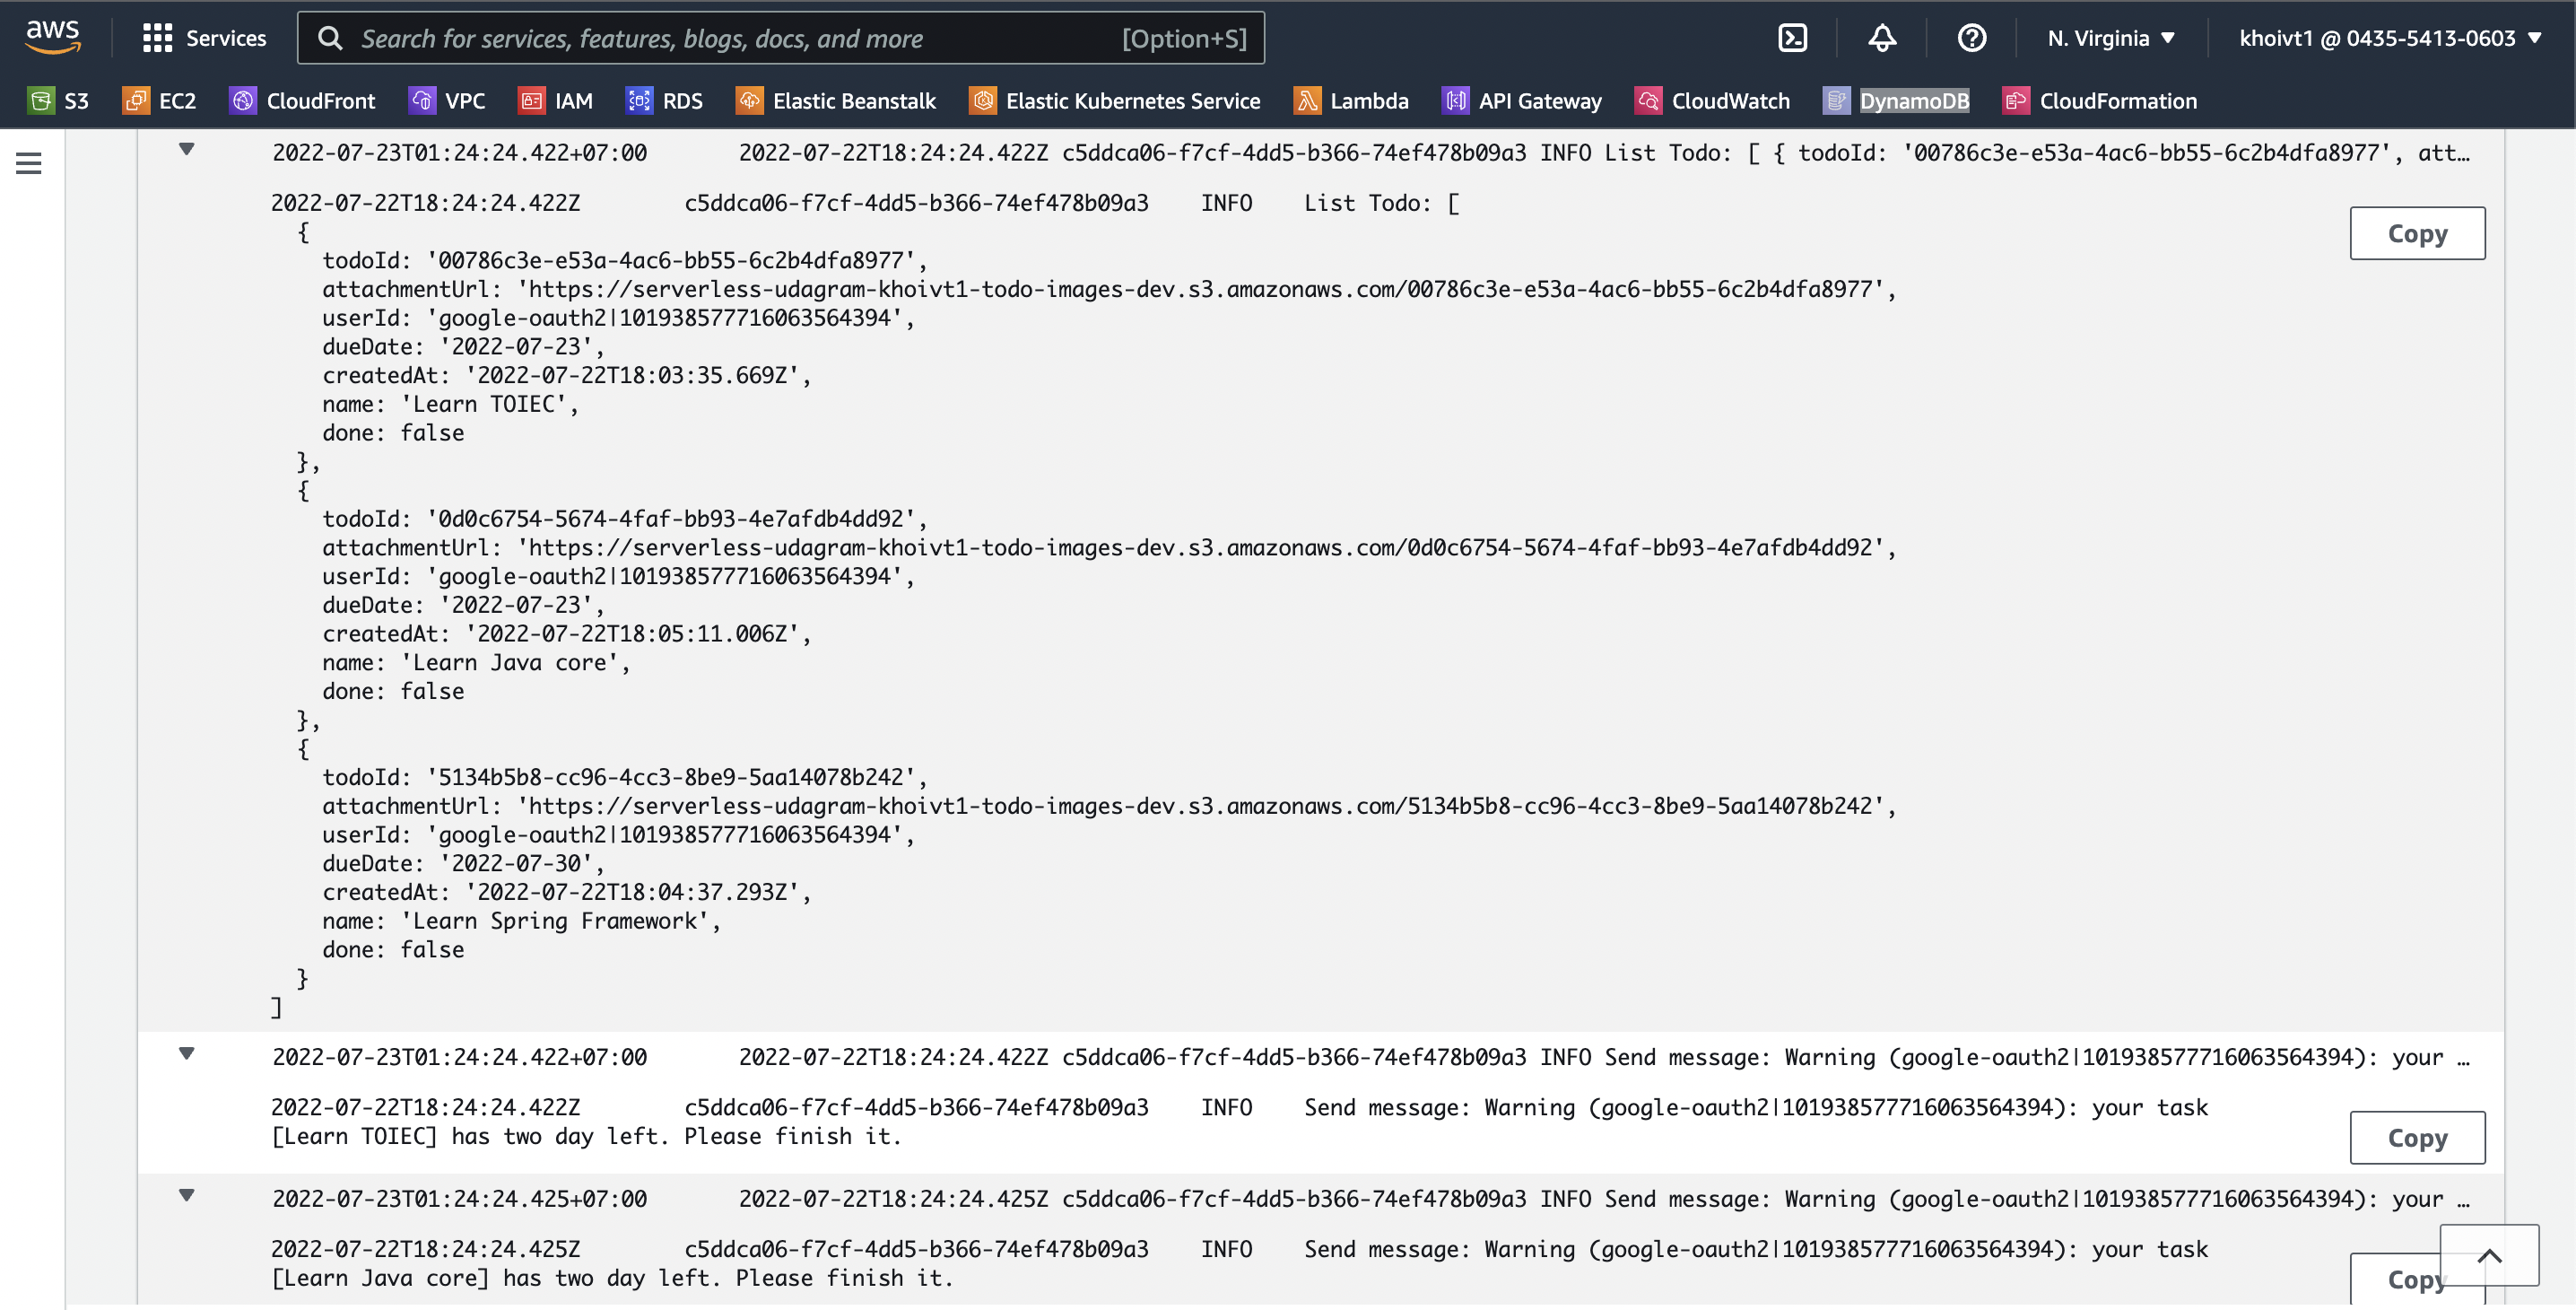 aws
Services
Search for services, features, blogs, docs, and more
[Option+S]
N. Virginia
khoivt1 @ 0435-5413-0603
S3
EC2
CloudFront
VPC
IAM
RDS
Elastic Beanstalk
Elastic Kubernetes Service
Lambda
API Gateway
CloudWatch
DynamoDB
CloudFormation
2022-07-23T01:24:24.422+07:00 2022-07-22T18:24:24.422Z c5ddca06-f7cf-4dd5-b366-74ef478b09a3 INFO List Todo: [ { todoId: '00786c3e-e53a-4ac6-bb55-6c2b4dfa8977', att…
2022-07-22T18:24:24.422Z c5ddca06-f7cf-4dd5-b366-74ef478b09a3 INFO List Todo: [
Copy
{
todoId: '00786c3e-e53a-4ac6-bb55-6c2b4dfa8977',
attachmentUrl: 'https://serverless-udagram-khoivt1-todo-images-dev.s3.amazonaws.com/00786c3e-e53a-4ac6-bb55-6c2b4dfa8977',
userId: 'google-oauth2|101938577716063564394',
dueDate: '2022-07-23',
createdAt: '2022-07-22T18:03:35.669Z',
name: 'Learn TOIEC',
done: false
},
{
todoId: '0d0c6754-5674-4faf-bb93-4e7afdb4dd92',
attachmentUrl: 'https://serverless-udagram-khoivt1-todo-images-dev.s3.amazonaws.com/0d0c6754-5674-4faf-bb93-4e7afdb4dd92',
userId: 'google-oauth2|101938577716063564394',
dueDate: '2022-07-23',
createdAt: '2022-07-22T18:05:11.006Z',
name: 'Learn Java core',
done: false
},
{
todoId: '5134b5b8-cc96-4cc3-8be9-5aa14078b242',
attachmentUrl: 'https://serverless-udagram-khoivt1-todo-images-dev.s3.amazonaws.com/5134b5b8-cc96-4cc3-8be9-5aa14078b242',
userId: 'google-oauth2|101938577716063564394',
dueDate: '2022-07-30',
createdAt: '2022-07-22T18:04:37.293Z',
name: 'Learn Spring Framework',
done: false
}
]
2022-07-23T01:24:24.422+07:00 2022-07-22T18:24:24.422Z c5ddca06-f7cf-4dd5-b366-74ef478b09a3 INFO Send message: Warning (google-oauth2|101938577716063564394): your …
2022-07-22T18:24:24.422Z c5ddca06-f7cf-4dd5-b366-74ef478b09a3 INFO Send message: Warning (google-oauth2|101938577716063564394): your task
[Learn TOIEC] has two day left. Please finish it.
Copy
2022-07-23T01:24:24.425+07:00 2022-07-22T18:24:24.425Z c5ddca06-f7cf-4dd5-b366-74ef478b09a3 INFO Send message: Warning (google-oauth2|101938577716063564394): your …
2022-07-22T18:24:24.425Z c5ddca06-f7cf-4dd5-b366-74ef478b09a3 INFO Send message: Warning (google-oauth2|101938577716063564394): your task
[Learn Java core] has two day left. Please finish it.
Copy